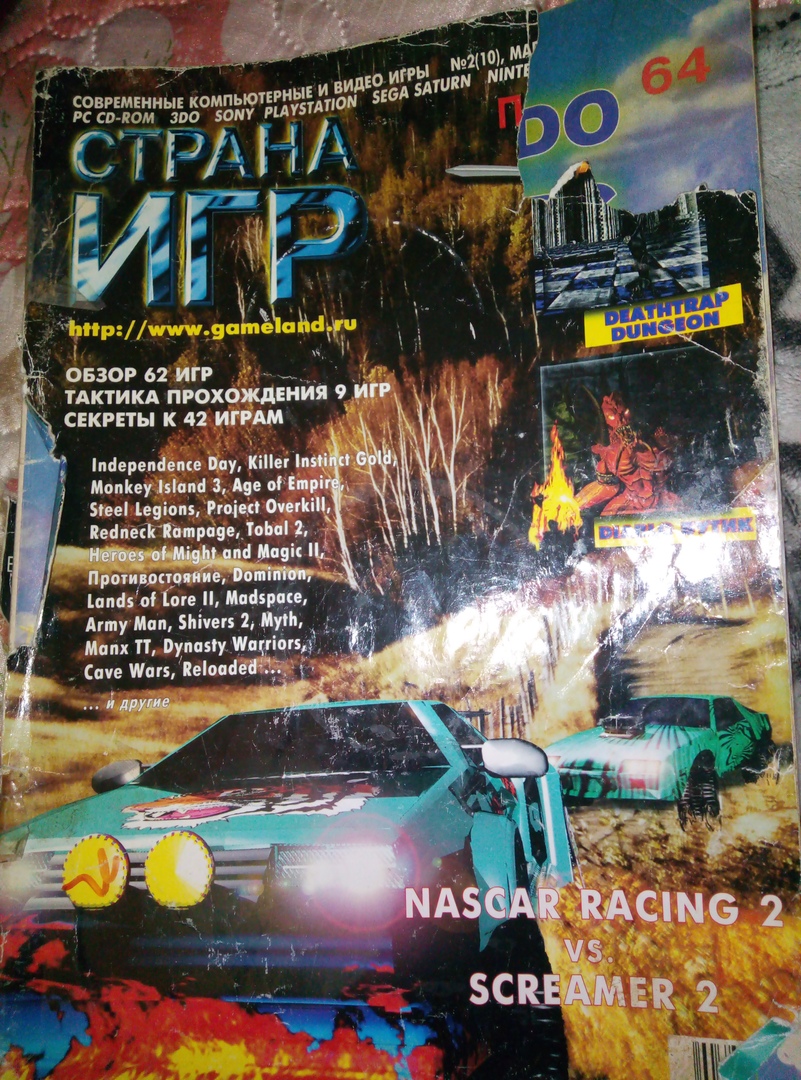 СОВРЕМЕННЫЕ КОМПЬЮТЕРНЫЕ И ВИДЕО ИГРЫ №2(10), МАР
PC CD-ROM 3DO SONY PLAYSTATION SEGA SATURN NINTE
DO 64
СТРАНА
ИГР
http://www.gameland.ru
DEATHTRAP
DUNGEON
ОБЗОР 62 ИГР
ТАКТИКА ПРОХОЖДЕНИЯ 9 ИГР
СЕКРЕТЫ К 42 ИГРАМ
Independence Day, Killer Instinct Gold,
Monkey Island 3, Age of Empire,
Steel Legions, Project Overkill,
Redneck Rampage, Tobal 2,
Heroes of Might and Magic II,
Противостояние, Dominion,
Lands of Lore II, Madspace,
Army Man, Shivers 2, Myth,
Manx TT, Dynasty Warriors,
Cave Wars, Reloaded ...
... и другие
NASCAR RACING 2
VS.
SCREAMER 2